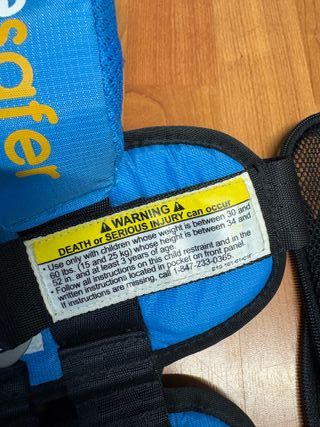 esafer
WARNING
DEATH or SERIOUS INJURY can occur
• Use only with children whose weight is between 30 and
60 lbs. (15 and 25 kg) whose height is between 34 and
52 in. and at least 3 years of age.
• Follow all instructions on this child restraint and in the
written instructions located in pocket on front panel.
If instructions are missing, call 1-847-233-0365.